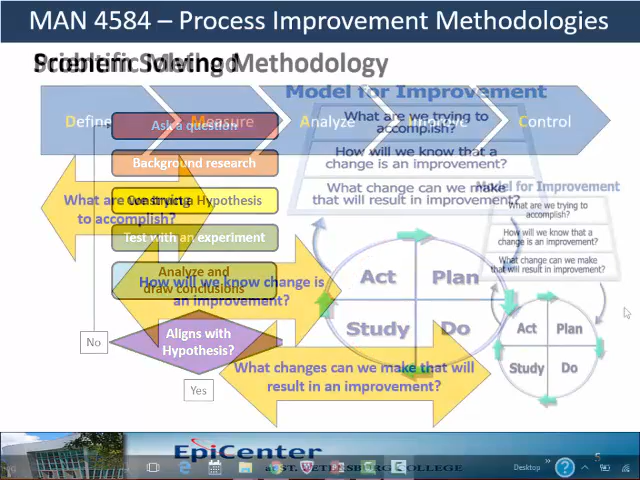 MAN 4584 – Process Improvement Methodologies
Problem Solving Methodology
Define
Measure
Analyze
Improve
Control
Model for Improvement
What are we trying to
accomplish?
How will we know that a
change is an improvement?
What change can we make
that will result in improvement?
Act
Plan
Study
Do
Ask a question
Background research
Construct a Hypothesis
Test with an experiment
Analyze and
draw conclusions
Aligns with
Hypothesis?
No
Yes
What are we trying
to accomplish?
How will we know change is
an improvement?
What changes can we make that will
result in an improvement?
Model for Improvement
What are we trying to
accomplish?
How will we know that a
change is an improvement?
What change can we make
that will result in improvement?
Act
Plan
Study
Do
EpiCenter
ST. PETERSBURG COLLEGE
5
Desktop